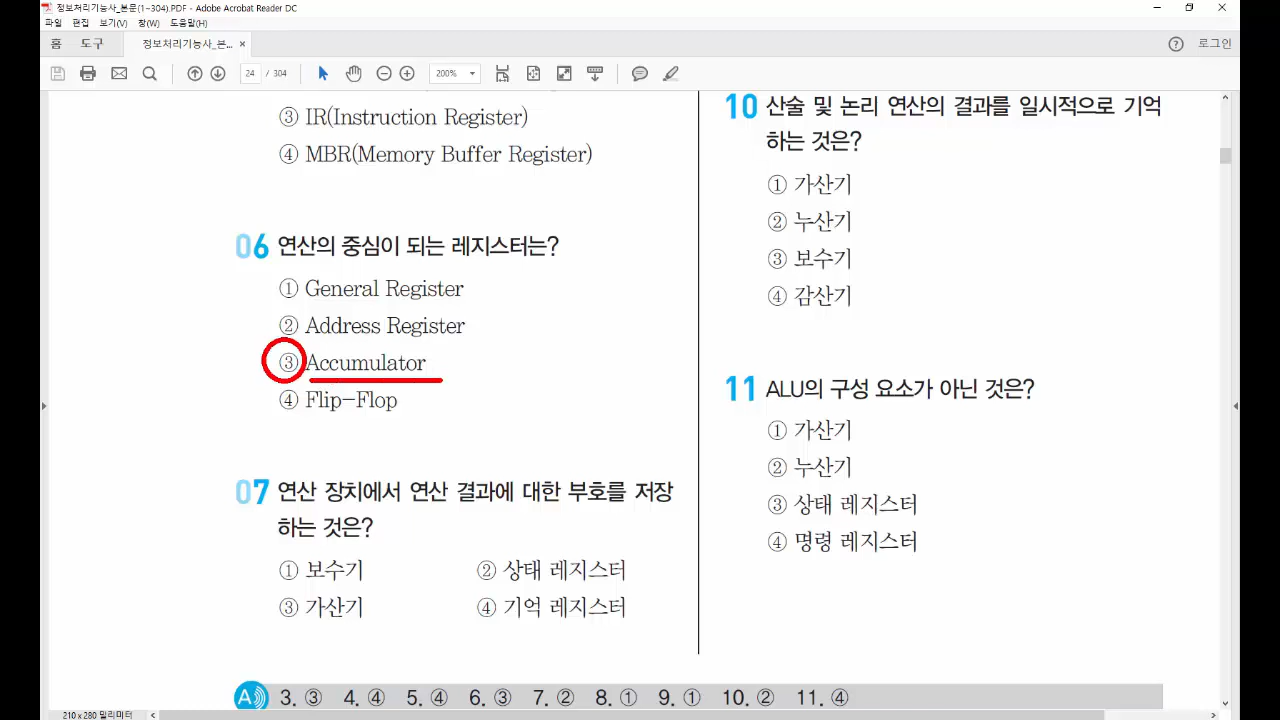 정보처리기능사_본문(1~304).PDF - Adobe Acrobat Reader DC
파일 편집 보기(V) 창(W) 도움말(H)
홈 도구 정보처리기능사_본... × 로그인
24 / 304 200%
③ IR(Instruction Register)
④ MBR(Memory Buffer Register)
06 연산의 중심이 되는 레지스터는?
① General Register
② Address Register
③ Accumulator
④ Flip-Flop
07 연산 장치에서 연산 결과에 대한 부호를 저장
하는 것은?
① 보수기 ② 상태 레지스터
③ 가산기 ④ 기억 레지스터
10 산술 및 논리 연산의 결과를 일시적으로 기억
하는 것은?
① 가산기
② 누산기
③ 보수기
④ 감산기
11 ALU의 구성 요소가 아닌 것은?
① 가산기
② 누산기
③ 상태 레지스터
④ 명령 레지스터
A 3. ③ 4. ④ 5. ④ 6. ③ 7. ② 8. ① 9. ① 10. ② 11. ④
210 x 280 밀리미터